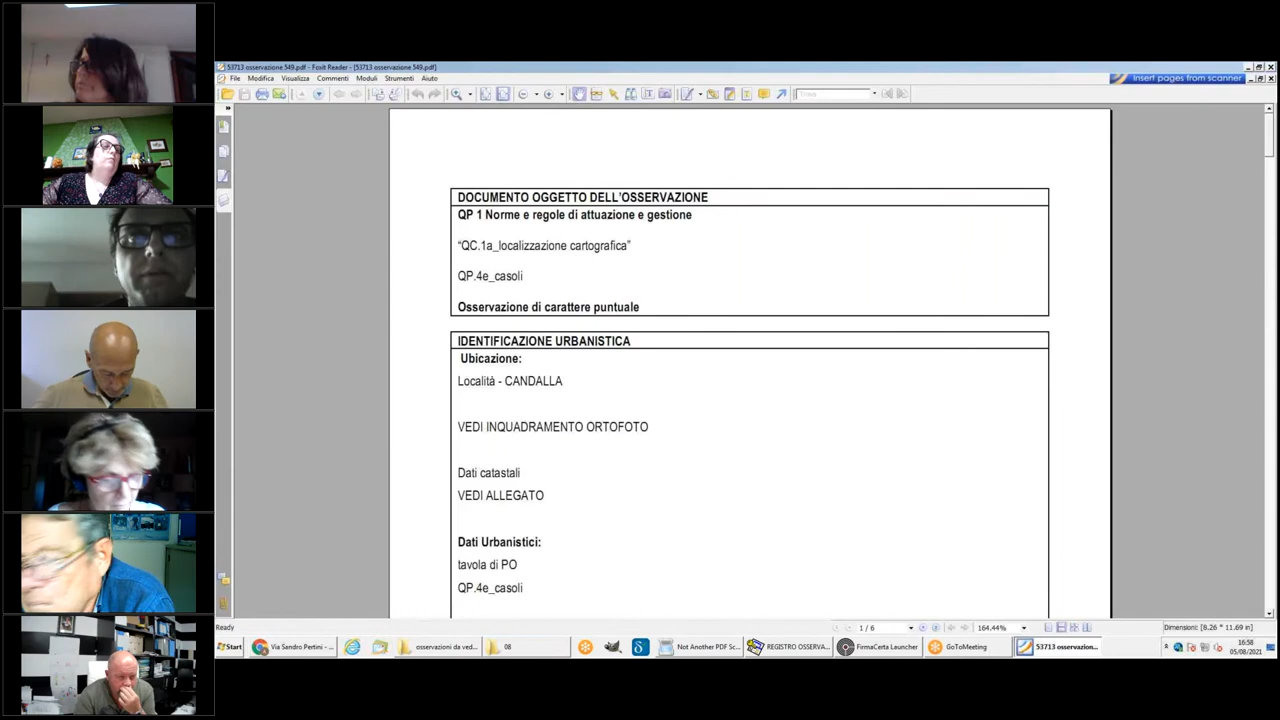 53713 osservazione 549.pdf - Foxit Reader - [53713 osservazione 549.pdf]
File Modifica Visualizza Commenti Moduli Strumenti Aiuto
Insert pages from scanner
DOCUMENTO OGGETTO DELL'OSSERVAZIONE
QP 1 Norme e regole di attuazione e gestione
“QC.1a_localizzazione cartografica”
QP.4e_casoli
Osservazione di carattere puntuale
IDENTIFICAZIONE URBANISTICA
Ubicazione:
Località - CANDALLA
VEDI INQUADRAMENTO ORTOFOTO
Dati catastali
VEDI ALLEGATO
Dati Urbanistici:
tavola di PO
QP.4e_casoli
Ready
1 / 6
164.44%
Dimensioni: [8.26 * 11.69 in]
Start
Via Sandro Pertini - ...
osservazioni da ved...
08
Not Another PDF Sc...
REGISTRO OSSERVA...
FirmaCerta Launcher
GoToMeeting
53713 osservazion...
16:58
05/08/2021